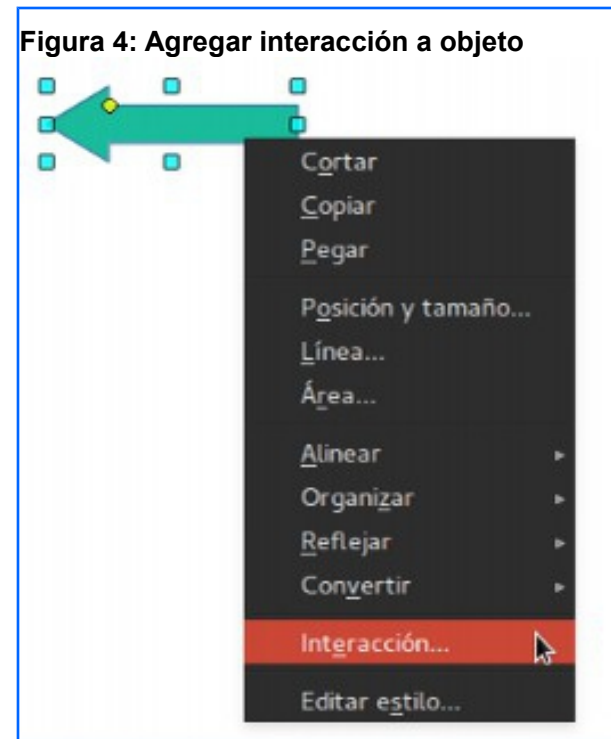 Figura 4: Agregar interacción a objeto
Cortar
Copiar
Pegar
Posición y tamaño...
Línea...
Área...
Alinear
Organizar
Reflejar
Convertir
Interacción...
Editar estilo...